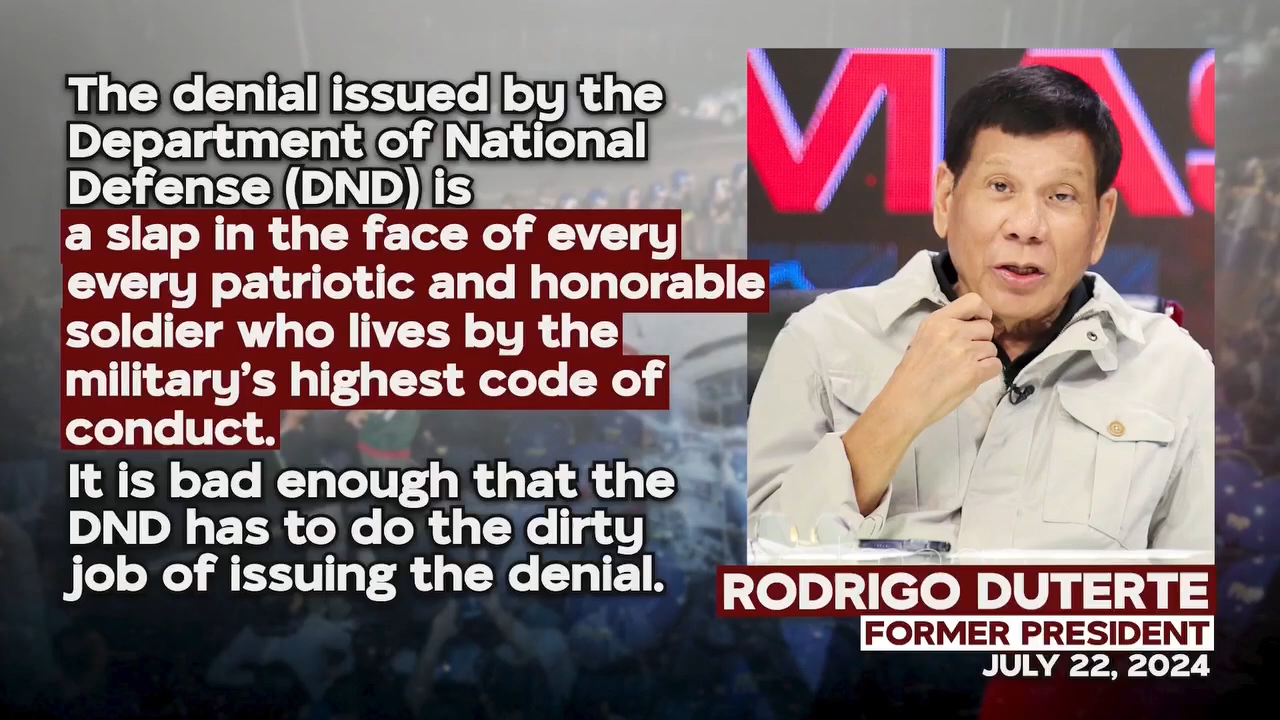 The denial issued by the
Department of National
Defense (DND) is
a slap in the face of every
every patriotic and honorable
soldier who lives by the
military's highest code of
conduct.
It is bad enough that the
DND has to do the dirty
job of issuing the denial.
MAS
RODRIGO DUTERTE
FORMER PRESIDENT
JULY 22, 2024